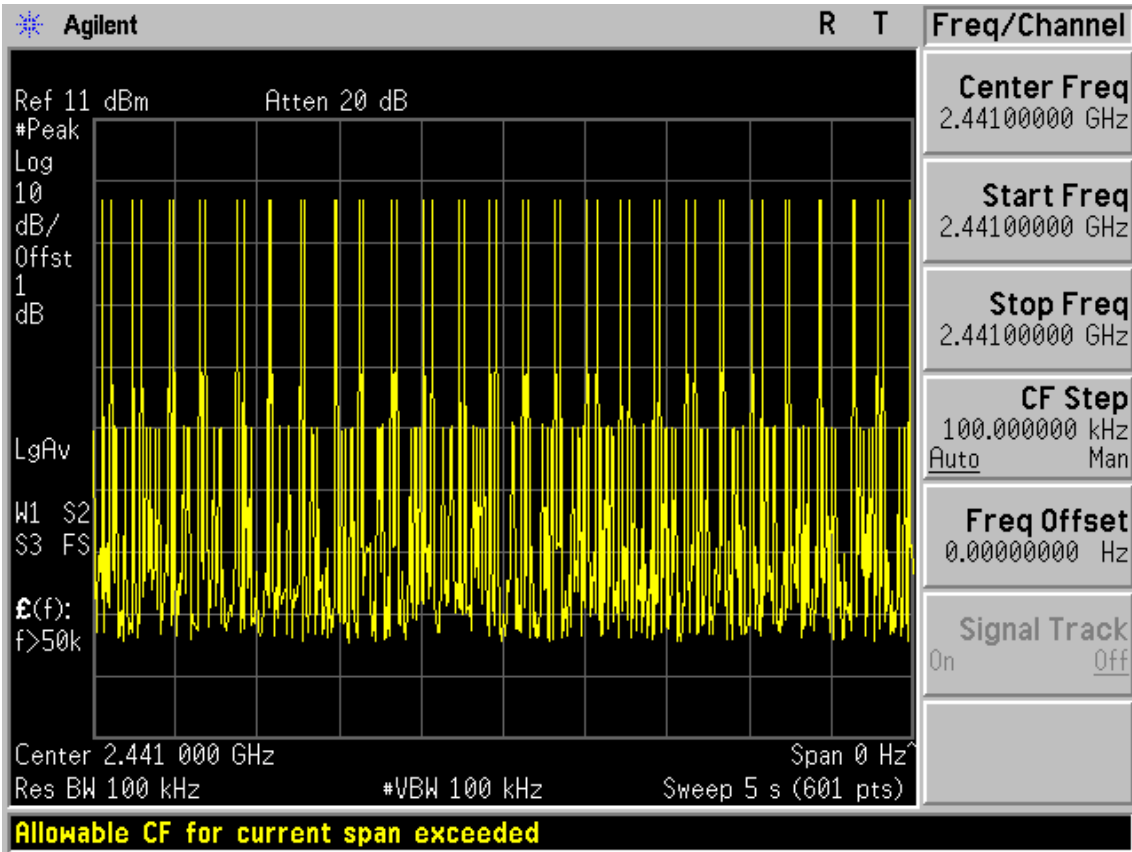 Agilent R T Freq/Channel
Ref 11 dBm Atten 20 dB
#Peak
Log
10
dB/
Offst
1
dB
LgAv
W1 S2
S3 FS
£(f):
f>50k
Center 2.441 000 GHz Span 0 Hz^
Res BW 100 kHz #VBW 100 kHz Sweep 5 s (601 pts)
Allowable CF for current span exceeded
Center Freq
2.44100000 GHz
Start Freq
2.44100000 GHz
Stop Freq
2.44100000 GHz
CF Step
100.000000 kHz
Auto Man
Freq Offset
0.00000000 Hz
Signal Track
On Off